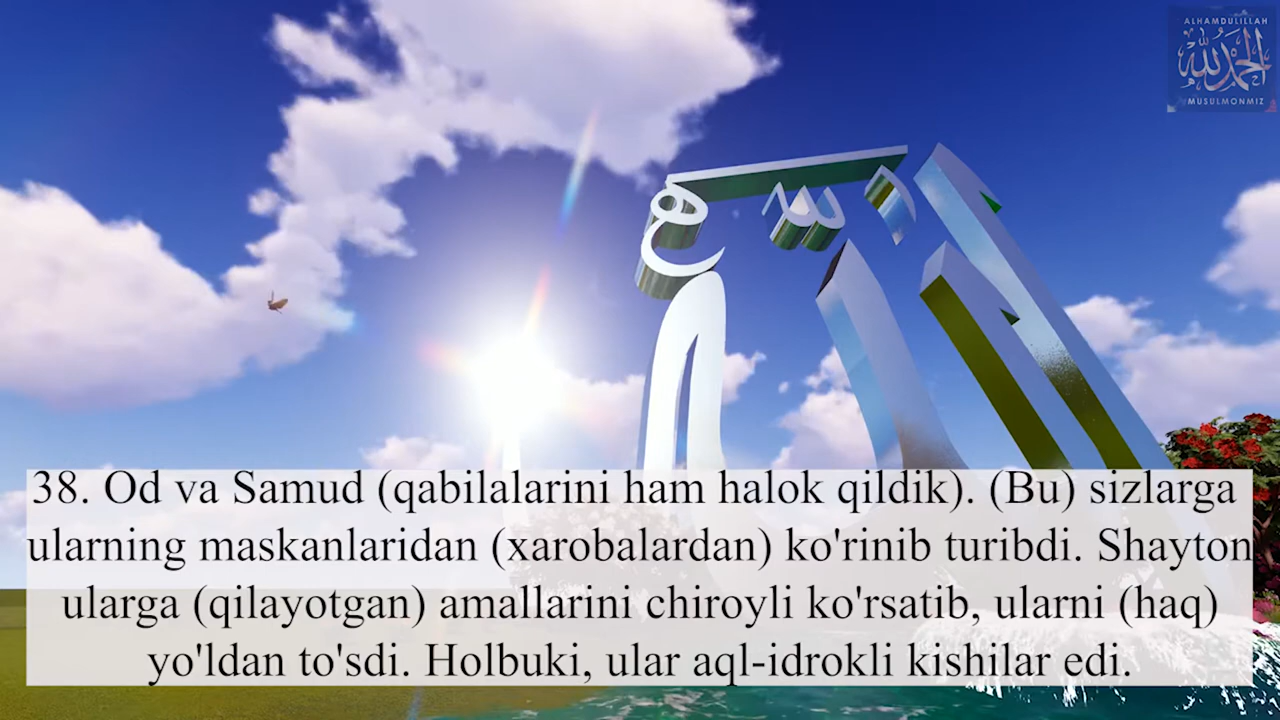 ALHAMDULILLAH
الحمد لله
MUSULMONMIZ
الله
38. Od va Samud (qabilalarini ham halok qildik). (Bu) sizlarga
ularning maskanlaridan (xarobalardan) ko'rinib turibdi. Shayton
ularga (qilayotgan) amallarini chiroyli ko'rsatib, ularni (haq)
yo'ldan to'sdi. Holbuki, ular aql-idrokli kishilar edi.